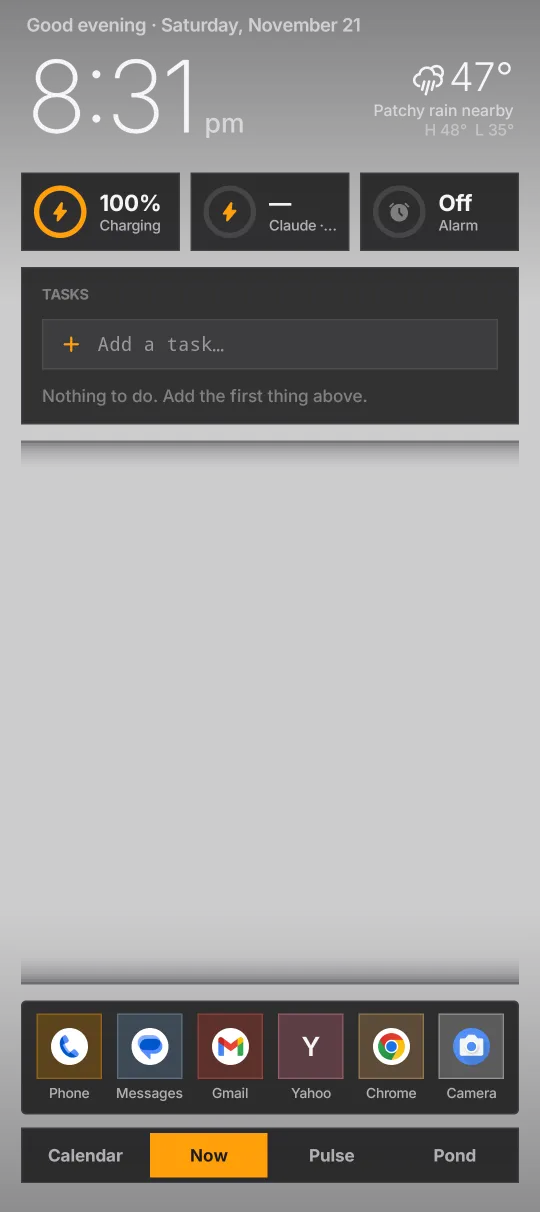 Good evening · Saturday, November 21
8:31 pm
47°
Patchy rain nearby
H 48° L 35°
100%
Charging
—
Claude ·…
Off
Alarm
TASKS
+ Add a task…
Nothing to do. Add the first thing above.
Y
Phone Messages Gmail Yahoo Chrome Camera
Calendar Now Pulse Pond